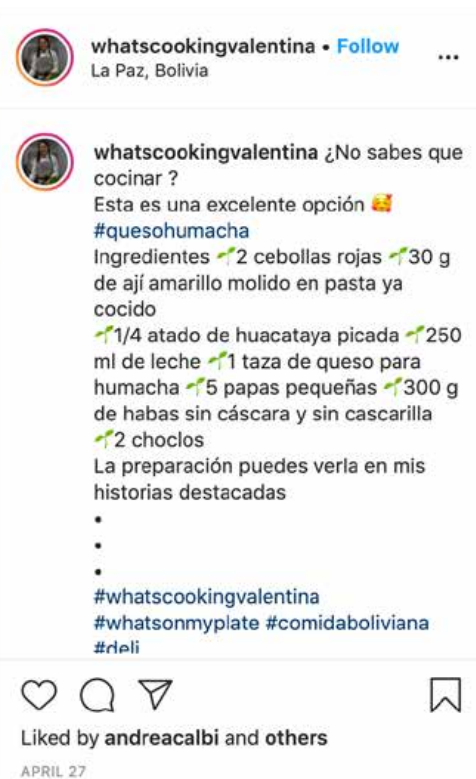 whatscookingvalentina • Follow
La Paz, Bolivia
whatscookingvalentina ¿No sabes que
cocinar ?
Esta es una excelente opción 🥰
#quesohumacha
Ingredientes 🌱2 cebollas rojas 🌱30 g
de ají amarillo molido en pasta ya
cocido
🌱1/4 atado de huacataya picada 🌱250
ml de leche 🌱1 taza de queso para
humacha 🌱5 papas pequeñas 🌱300 g
de habas sin cáscara y sin cascarilla
🌱2 choclos
La preparación puedes verla en mis
historias destacadas
•
•
•
#whatscookingvalentina
#whatsonmyplate #comidaboliviana
#deli
Liked by andreacalbi and others
APRIL 27